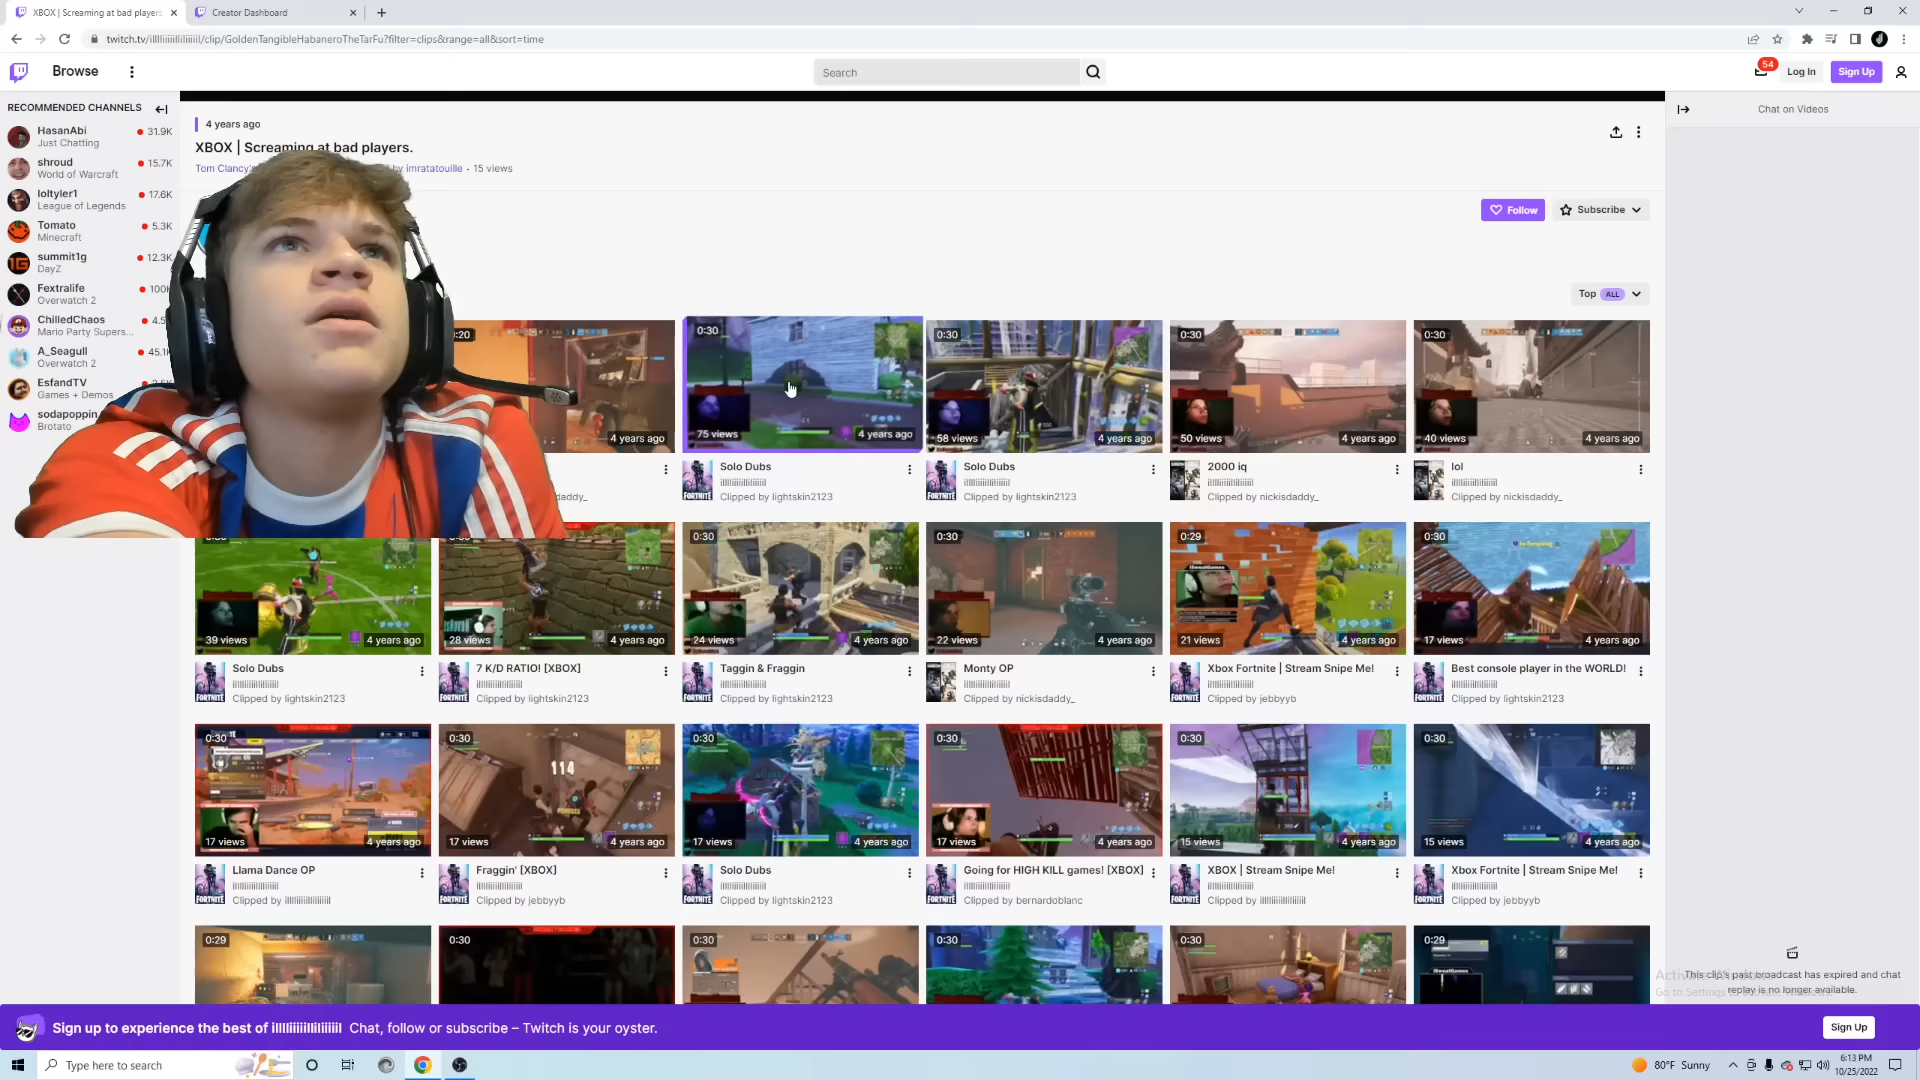 XBOX | Screaming at bad players
Creator Dashboard
twitch.tv/illlliiiiillliiiiiil/clip/GoldenTangibleHabaneroTheTarFu?filter=clips&range=all&sort=time
Browse
Search
54
Log In
Sign Up
RECOMMENDED CHANNELS
HasanAbi
31.9K
Just Chatting
shroud
15.7K
World of Warcraft
loltyler1
17.6K
League of Legends
Tomato
5.3K
Minecraft
summit1g
12.3K
DayZ
Fextralife
100K
Overwatch 2
ChilledChaos
Mario Party Supers...
A_Seagull
45.1K
Overwatch 2
EsfandTV
Games + Demos
sodapoppin
Brotato
4 years ago
XBOX | Screaming at bad players.
Tom Clancy's
by imratatouille · 15 views
Follow
Subscribe
Chat on Videos
Top ALL
:20
4 years ago
0:30
75 views
4 years ago
0:30
58 views
4 years ago
0:30
50 views
4 years ago
0:30
40 views
4 years ago
daddy_
Solo Dubs
Clipped by lightskin2123
Solo Dubs
Clipped by lightskin2123
2000 iq
Clipped by nickisdaddy_
lol
Clipped by nickisdaddy_
39 views
4 years ago
28 views
4 years ago
0:30
24 views
4 years ago
0:30
22 views
4 years ago
0:29
21 views
4 years ago
0:30
17 views
4 years ago
FORTNITE
Solo Dubs
Clipped by lightskin2123
7 K/D RATIO! [XBOX]
Clipped by lightskin2123
Taggin & Fraggin
Clipped by lightskin2123
Monty OP
Clipped by nickisdaddy_
Xbox Fortnite | Stream Snipe Me!
Clipped by jebbyyb
Best console player in the WORLD!
Clipped by lightskin2123
0:30
17 views
4 years ago
0:30
114
17 views
4 years ago
0:30
17 views
4 years ago
0:30
17 views
4 years ago
0:30
15 views
4 years ago
0:30
15 views
4 years ago
Llama Dance OP
Clipped by
Fraggin' [XBOX]
Clipped by jebbyyb
Solo Dubs
Clipped by lightskin2123
Going for HIGH KILL games! [XBOX]
Clipped by bernardoblanc
XBOX | Stream Snipe Me!
Clipped by
Xbox Fortnite | Stream Snipe Me!
Clipped by jebbyyb
0:29
0:30
0:30
0:30
0:30
0:29
This clip's past broadcast has expired and chat
replay is no longer available.
Sign up to experience the best of
Chat, follow or subscribe – Twitch is your oyster.
Sign Up
Type here to search
80°F Sunny
6:13 PM
10/25/2022